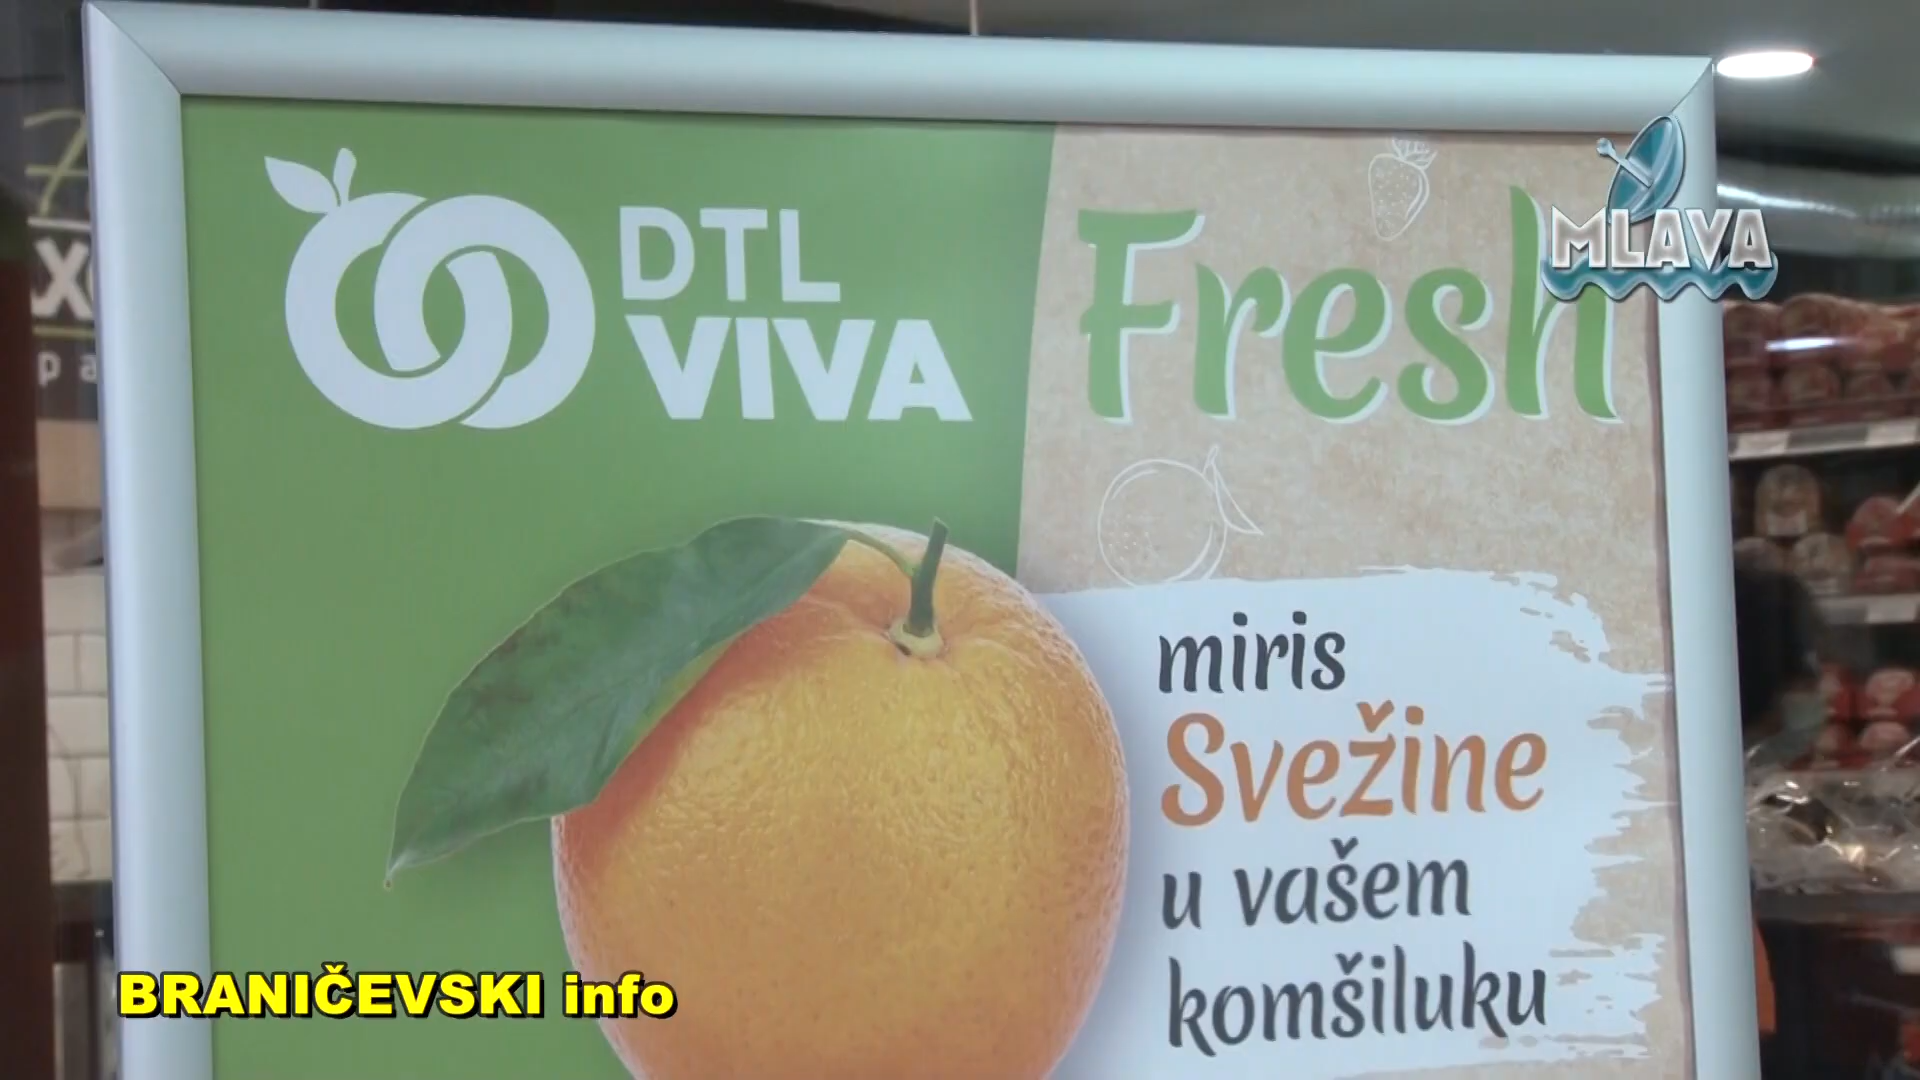 DTL
VIVA
Fresh
MLAVA
miris
Svežine
u vašem
komšiluku
BRANIČEVSKI info